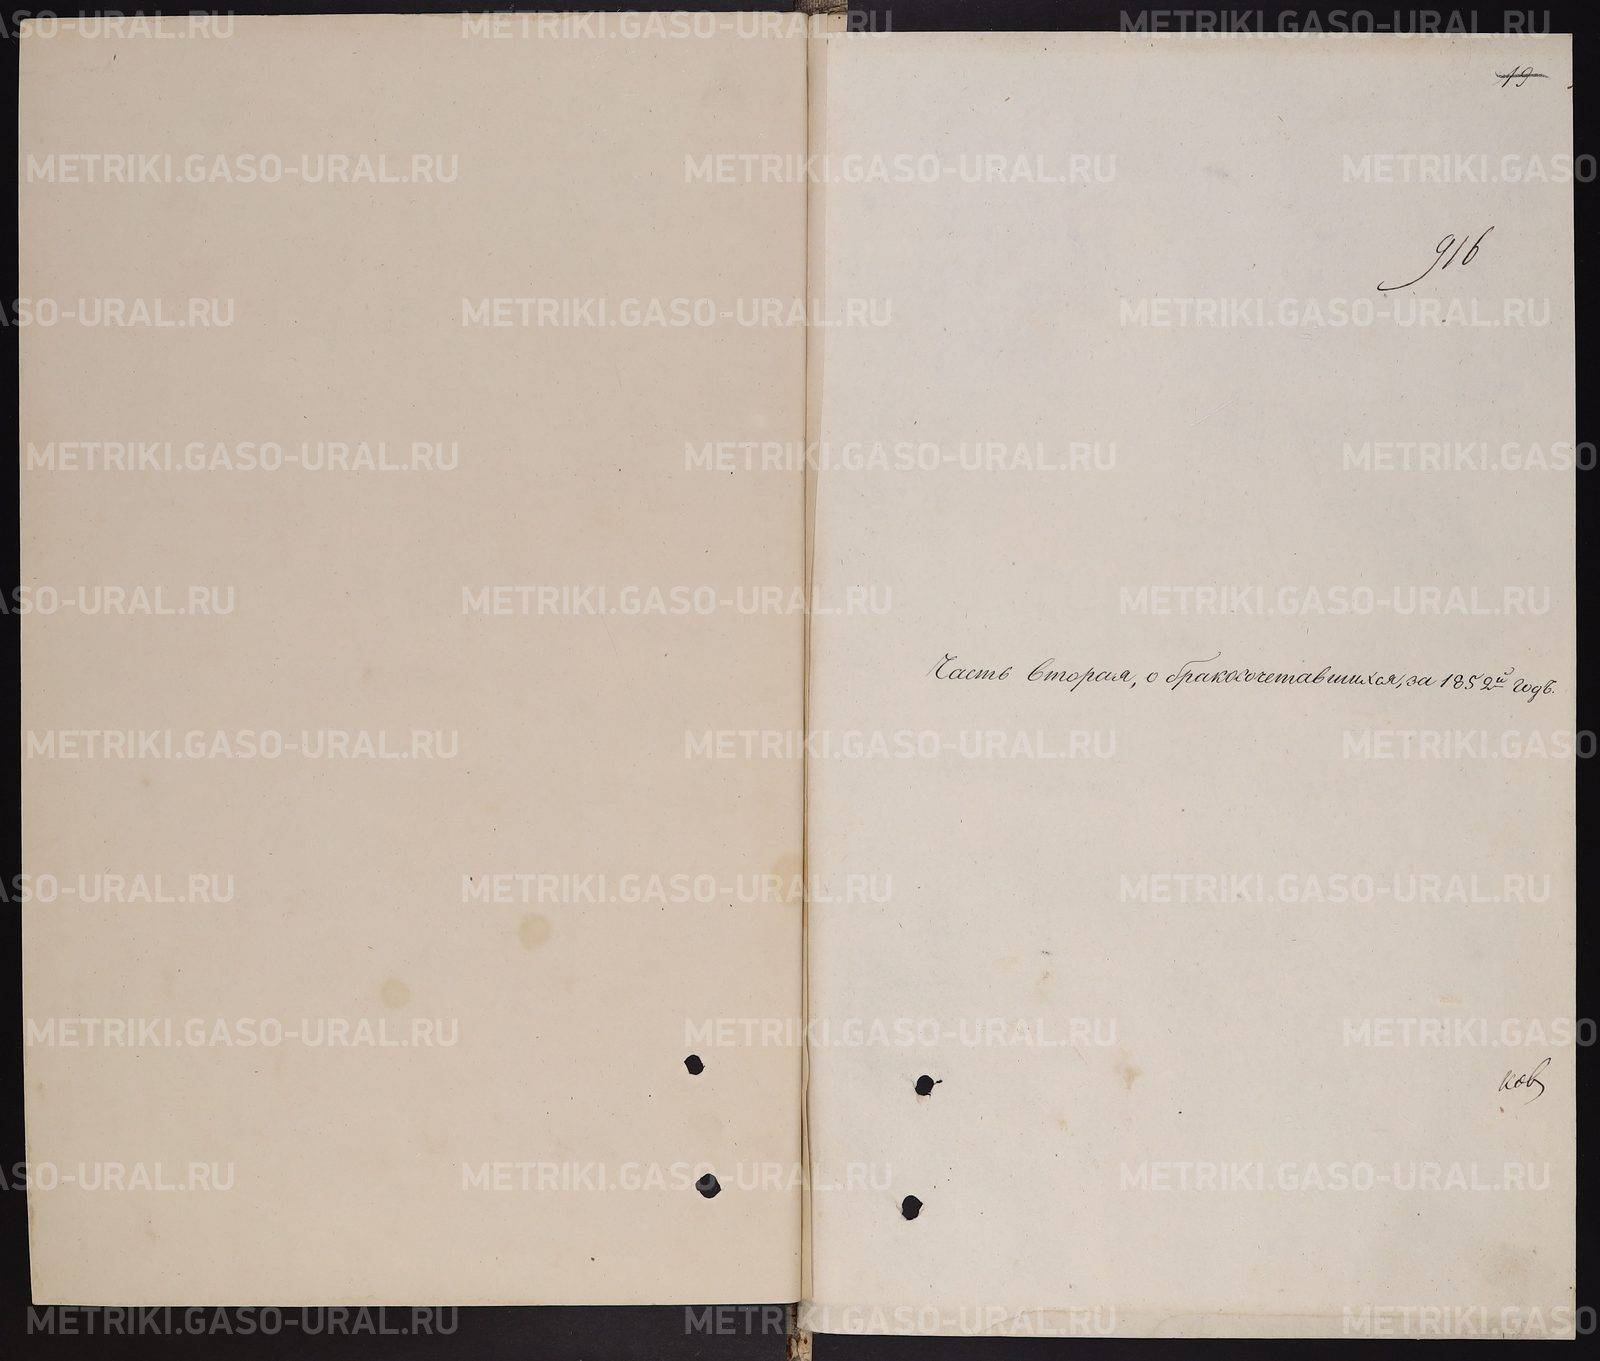 19
916
Часть вторая, о бракосочетавшихся, за 1852й годъ.
ков